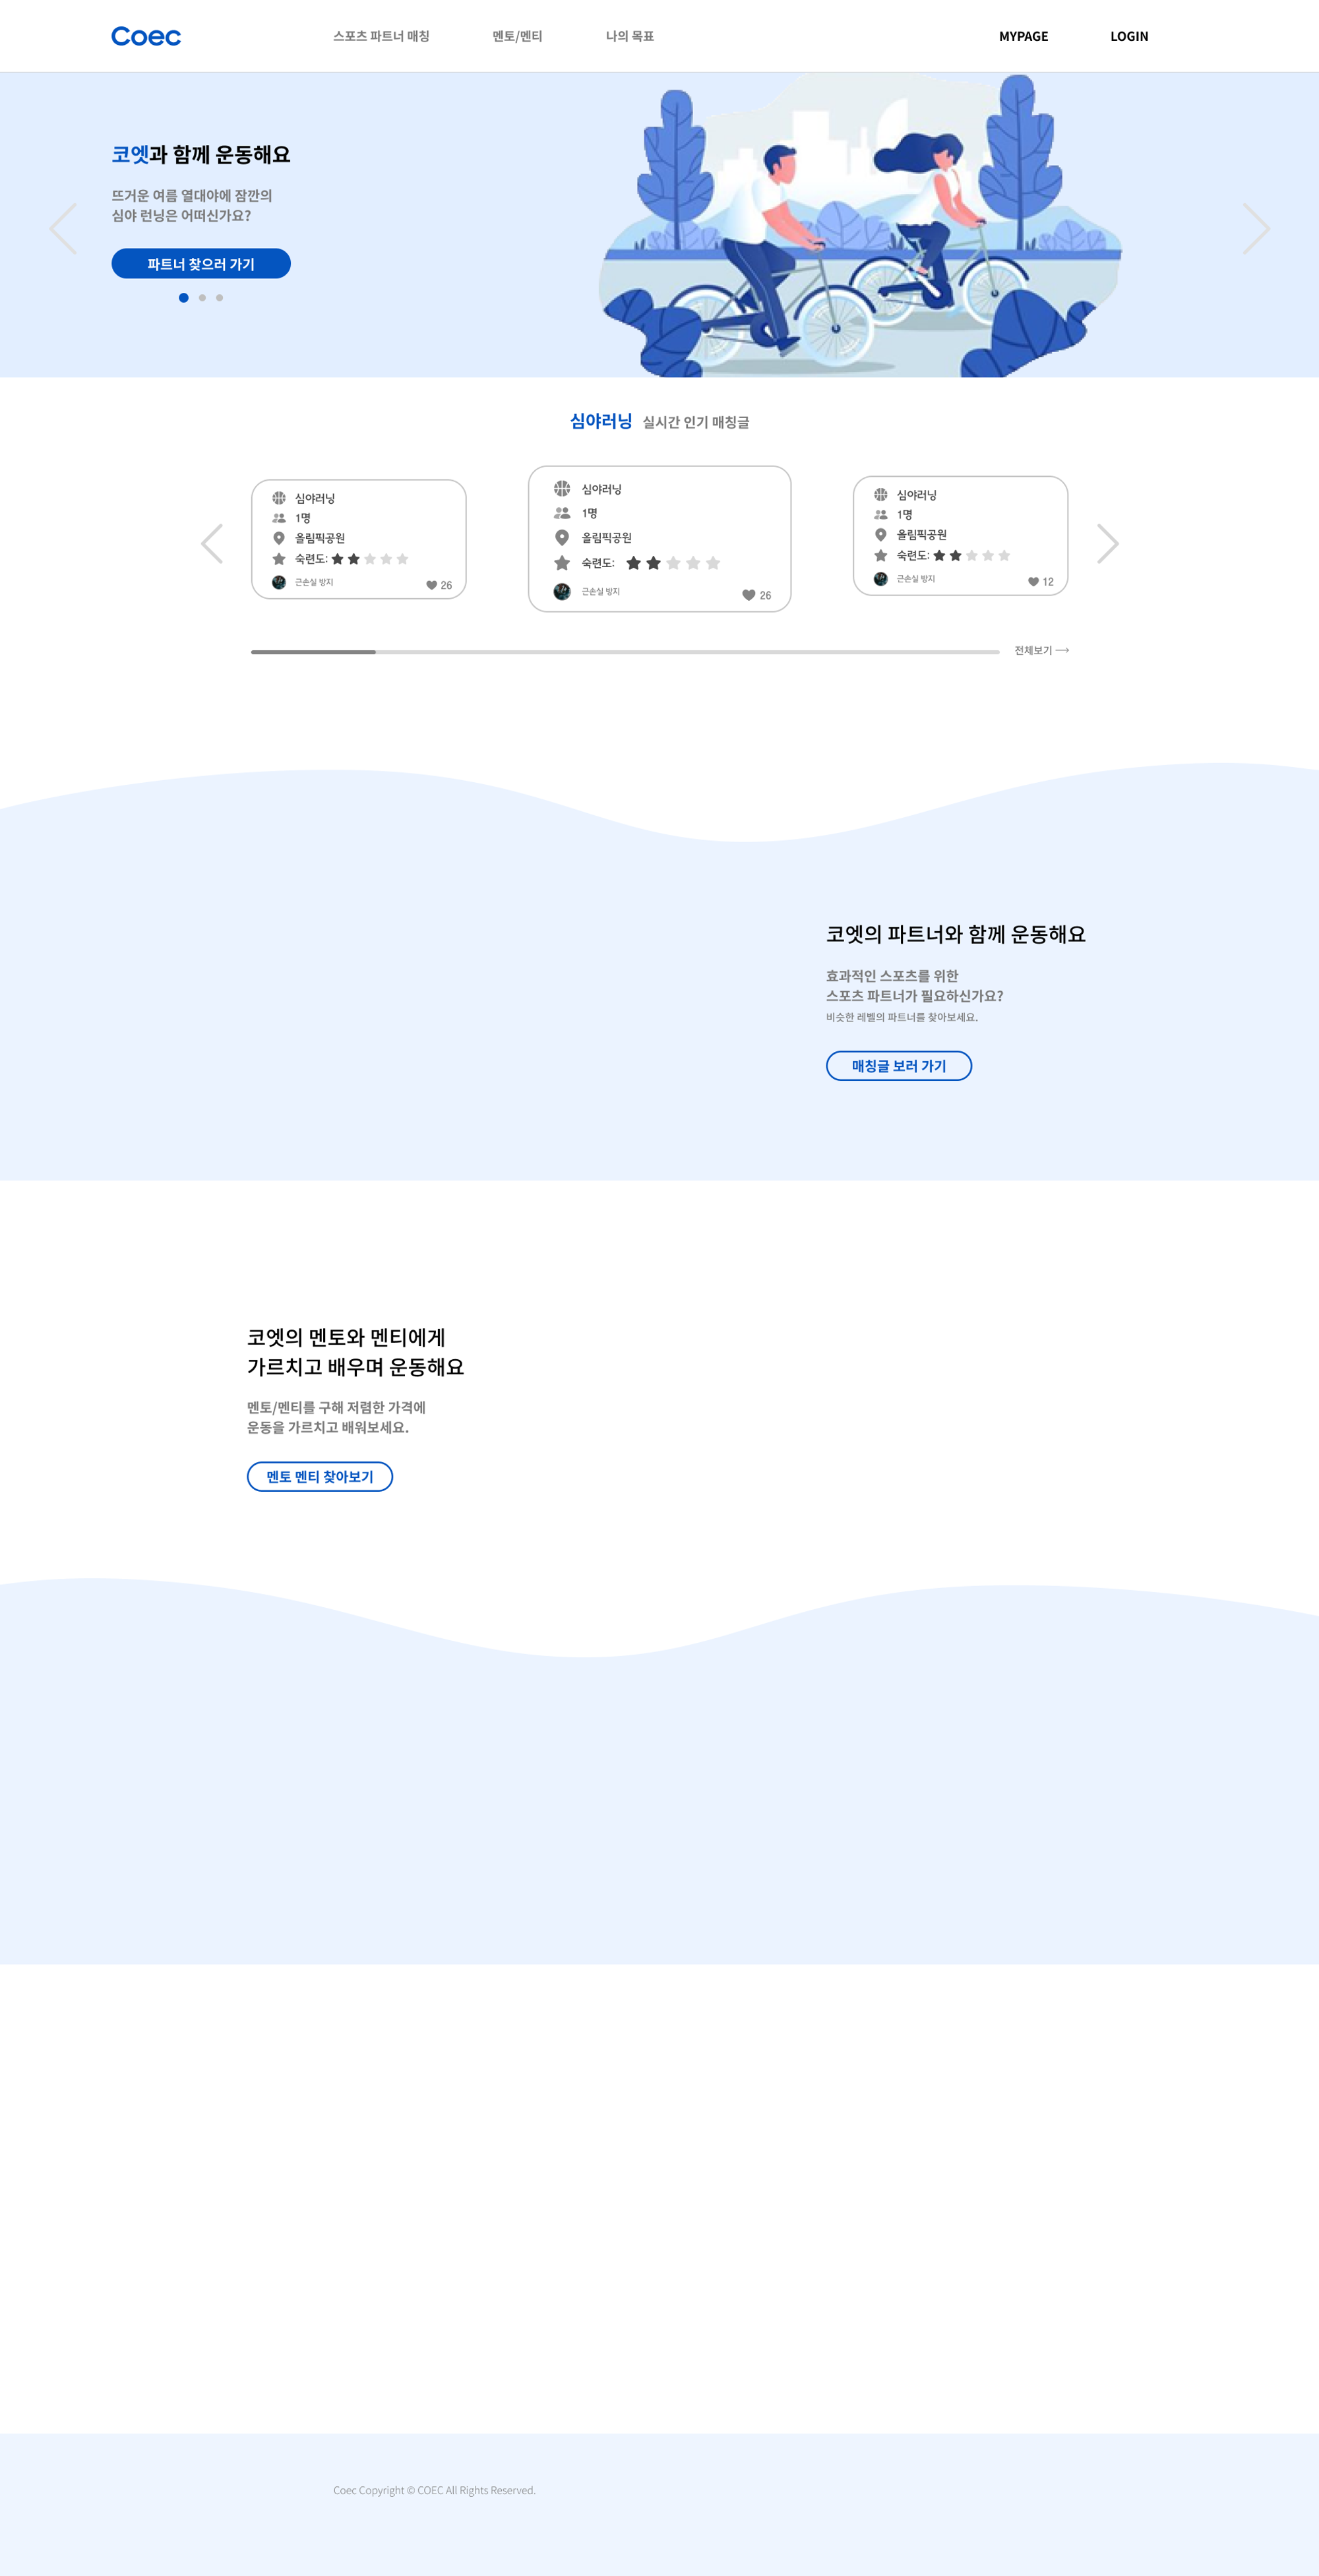 Coec
스포츠 파트너 매칭
멘토/멘티
나의 목표
MYPAGE
LOGIN
코엣과 함께 운동해요
뜨거운 여름 열대야에 잠깐의
심야 런닝은 어떠신가요?
파트너 찾으러 가기
심야러닝 실시간 인기 매칭글
심야러닝
1명
올림픽공원
숙련도:
근손실 방지
26
심야러닝
1명
올림픽공원
숙련도:
근손실 방지
26
심야러닝
1명
올림픽공원
숙련도:
근손실 방지
12
전체보기
코엣의 파트너와 함께 운동해요
효과적인 스포츠를 위한
스포츠 파트너가 필요하신가요?
비슷한 레벨의 파트너를 찾아보세요.
매칭글 보러 가기
코엣의 멘토와 멘티에게
가르치고 배우며 운동해요
멘토/멘티를 구해 저렴한 가격에
운동을 가르치고 배워보세요.
멘토 멘티 찾아보기
Coec Copyright © COEC All Rights Reserved.